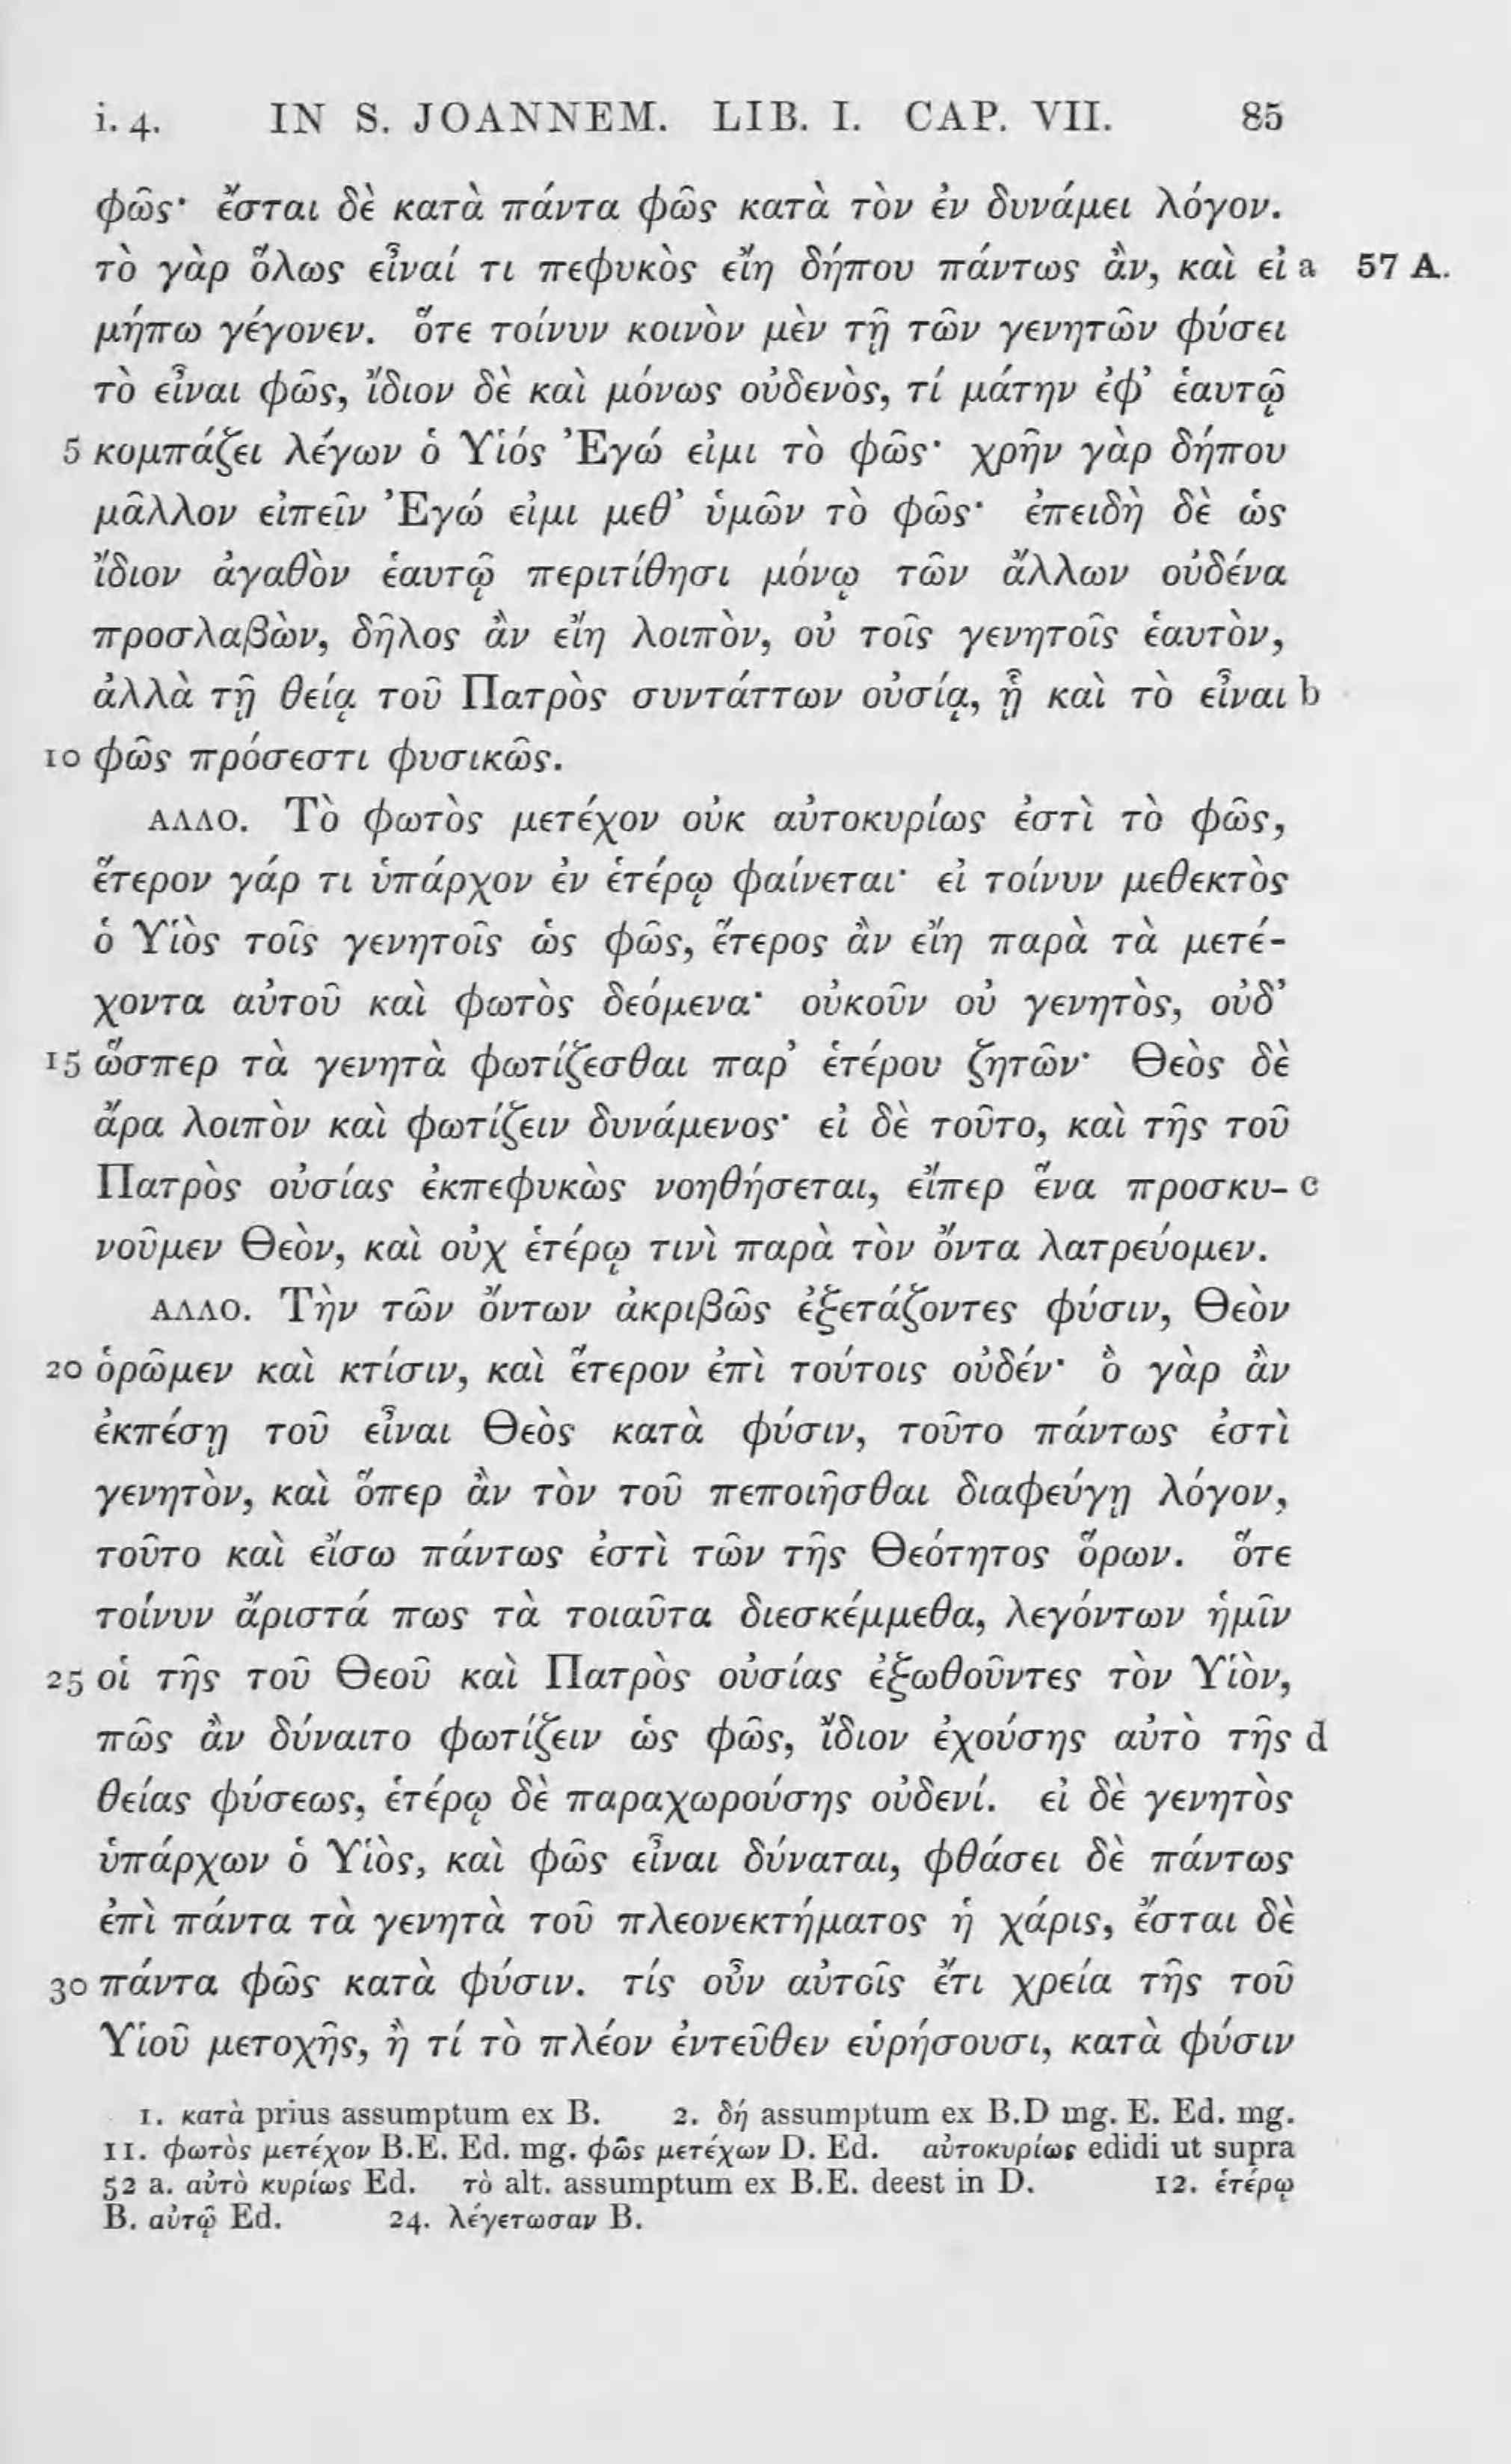 i. 4. IN S. JOANNEM. LIB. I. CAP. VII. 85
φῶς· ἔσται δὲ κατὰ πάντα φῶς κατὰ τὸν ἐν δυνάμει λόγον.
τὸ γὰρ ὅλως εἶναί τι πεφυκὸς εἴη δήπου πάντως ἂν, καὶ εἰ a 57 A.
μήπω γέγονεν. ὅτε τοίνυν κοινὸν μὲν τῇ τῶν γενητῶν φύσει
τὸ εἶναι φῶς, ἴδιον δὲ καὶ μόνως οὐδενὸς, τί μάτην ἐφ’ ἑαυτῷ
5 κομπάζει λέγων ὁ Υἱός Ἐγώ εἰμι τὸ φῶς· χρῆν γὰρ δήπου
μᾶλλον εἰπεῖν Ἐγώ εἰμι μεθ’ ὑμῶν τὸ φῶς· ἐπειδὴ δὲ ὡς
ἴδιον ἀγαθὸν ἑαυτῷ περιτίθησι μόνῳ τῶν ἄλλων οὐδένα
προσλαβὼν, δῆλος ἂν εἴη λοιπὸν, οὐ τοῖς γενητοῖς ἑαυτὸν,
ἀλλὰ τῇ θείᾳ τοῦ Πατρὸς συντάττων οὐσίᾳ, ᾗ καὶ τὸ εἶναι b
10 φῶς πρόσεστι φυσικῶς.
ΑΛΛΟ. Τὸ φωτὸς μετέχον οὐκ αὐτοκυρίως ἐστὶ τὸ φῶς,
ἕτερον γάρ τι ὑπάρχον ἐν ἑτέρῳ φαίνεται· εἰ τοίνυν μεθεκτὸς
ὁ Υἱὸς τοῖς γενητοῖς ὡς φῶς, ἕτερος ἂν εἴη παρὰ τὰ μετέ-
χοντα αὐτοῦ καὶ φωτὸς δεόμενα· οὐκοῦν οὐ γενητὸς, οὐδ’
15 ὥσπερ τὰ γενητὰ φωτίζεσθαι παρ’ ἑτέρου ζητῶν· Θεὸς δὲ
ἄρα λοιπὸν καὶ φωτίζειν δυνάμενος· εἰ δὲ τοῦτο, καὶ τῆς τοῦ
Πατρὸς οὐσίας ἐκπεφυκὼς νοηθήσεται, εἴπερ ἕνα προσκυ- c
νοῦμεν Θεὸν, καὶ οὐχ ἑτέρῳ τινὶ παρὰ τὸν ὄντα λατρεύομεν.
ΑΛΛΟ. Τὴν τῶν ὄντων ἀκριβῶς ἐξετάζοντες φύσιν, Θεὸν
20 ὁρῶμεν καὶ κτίσιν, καὶ ἕτερον ἐπὶ τούτοις οὐδέν· ὃ γὰρ ἂν
ἐκπέσῃ τοῦ εἶναι Θεὸς κατὰ φύσιν, τοῦτο πάντως ἐστὶ
γενητὸν, καὶ ὅπερ ἂν τὸν τοῦ πεποιῆσθαι διαφεύγῃ λόγον,
τοῦτο καὶ εἴσω πάντως ἐστὶ τῶν τῆς Θεότητος ὅρων. ὅτε
τοίνυν ἄριστά πως τὰ τοιαῦτα διεσκέμμεθα, λεγόντων ἡμῖν
25 οἱ τῆς τοῦ Θεοῦ καὶ Πατρὸς οὐσίας ἐξωθοῦντες τὸν Υἱὸν,
πῶς ἂν δύναιτο φωτίζειν ὡς φῶς, ἴδιον ἐχούσης αὐτὸ τῆς d
θείας φύσεως, ἑτέρῳ δὲ παραχωρούσης οὐδενί. εἰ δὲ γενητὸς
ὑπάρχων ὁ Υἱὸς, καὶ φῶς εἶναι δύναται, φθάσει δὲ πάντως
ἐπὶ πάντα τὰ γενητὰ τοῦ πλεονεκτήματος ἡ χάρις, ἔσται δὲ
30 πάντα φῶς κατὰ φύσιν. τίς οὖν αὐτοῖς ἔτι χρεία τῆς τοῦ
Υἱοῦ μετοχῆς, ἢ τί τὸ πλέον ἐντεῦθεν εὑρήσουσι, κατὰ φύσιν
1. κατὰ prius assumptum ex B. 2. δή assumptum ex B.D mg. E. Ed. mg.
11. φωτὸς μετέχον B.E. Ed. mg. φῶς μετέχων D. Ed. αὐτοκυρίως edidi ut supra
52 a. αὐτὸ κυρίως Ed. τὸ alt. assumptum ex B.E. deest in D. 12. ἑτέρῳ
B. αὐτῷ Ed. 24. λέγετωσαν B.